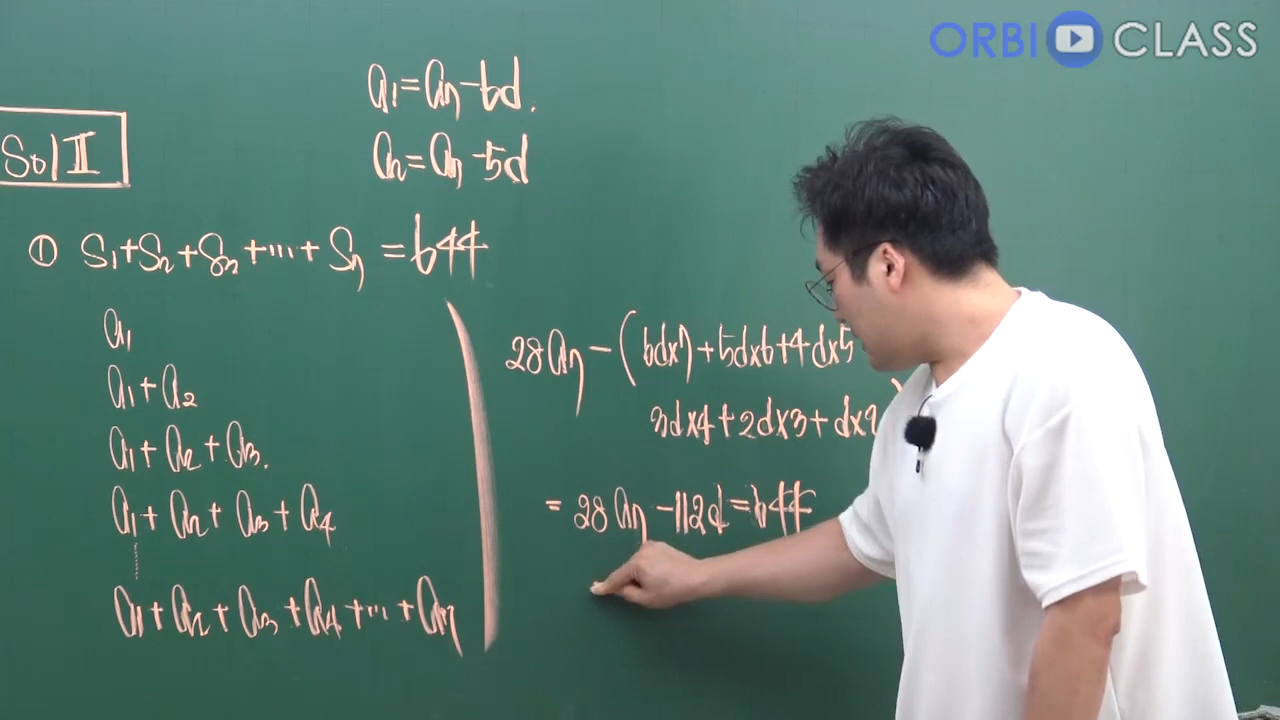 ORBI CLASS
a₁=a₇-6d.
a₂=a₇-5d
Sol Ⅱ
① S₁+S₂+S₃+⋯+S₇=644
a₁
a₁+a₂
a₁+a₂+a₃.
a₁+a₂+a₃+a₄
⋮
a₁+a₂+a₃+a₄+⋯+a₇
28a₇-(6d×7+5d×6+4d×5
3d×4+2d×3+d×2)
=28a₇-112d=644